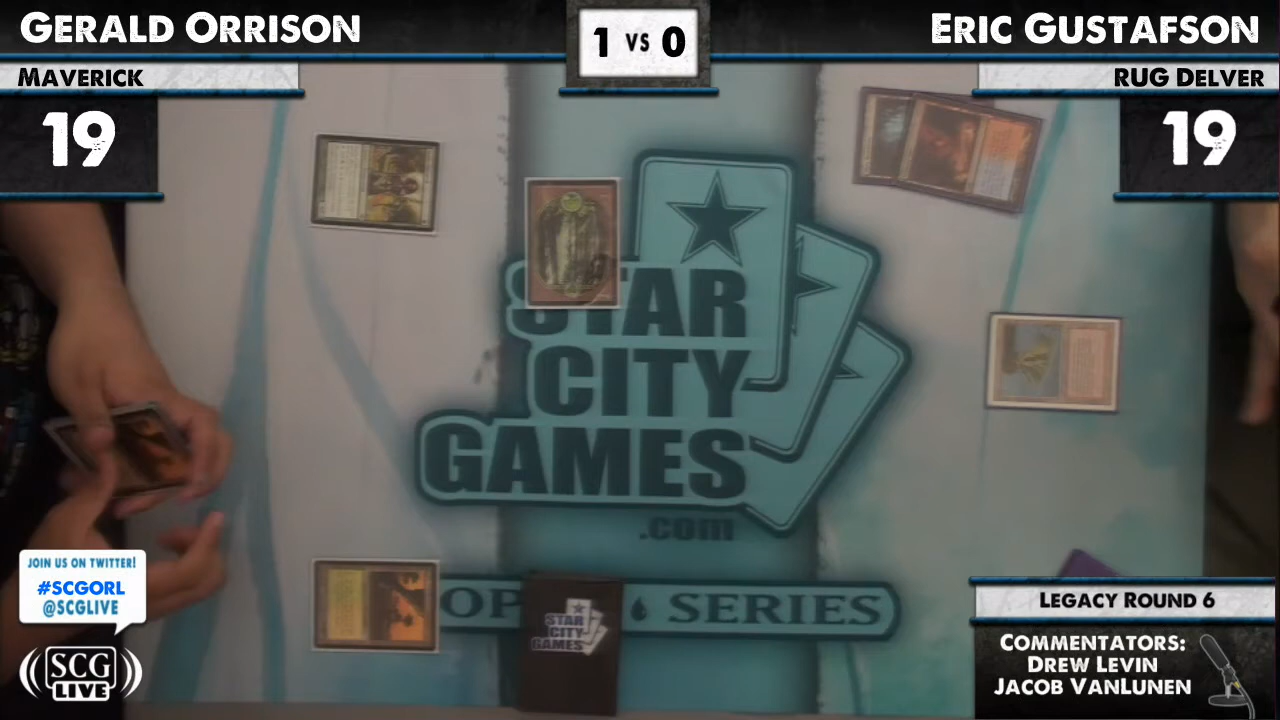 GERALD ORRISON
1 VS 0
ERIC GUSTAFSON
MAVERICK
RUG DELVER
19
19
STAR
CITY
GAMES
.com
OP
SERIES
STAR
CITY
GAMES
JOIN US ON TWITTER!
#SCGORL
@SCGLIVE
SCG
LIVE
LEGACY ROUND 6
COMMENTATORS:
DREW LEVIN
JACOB VANLUNEN